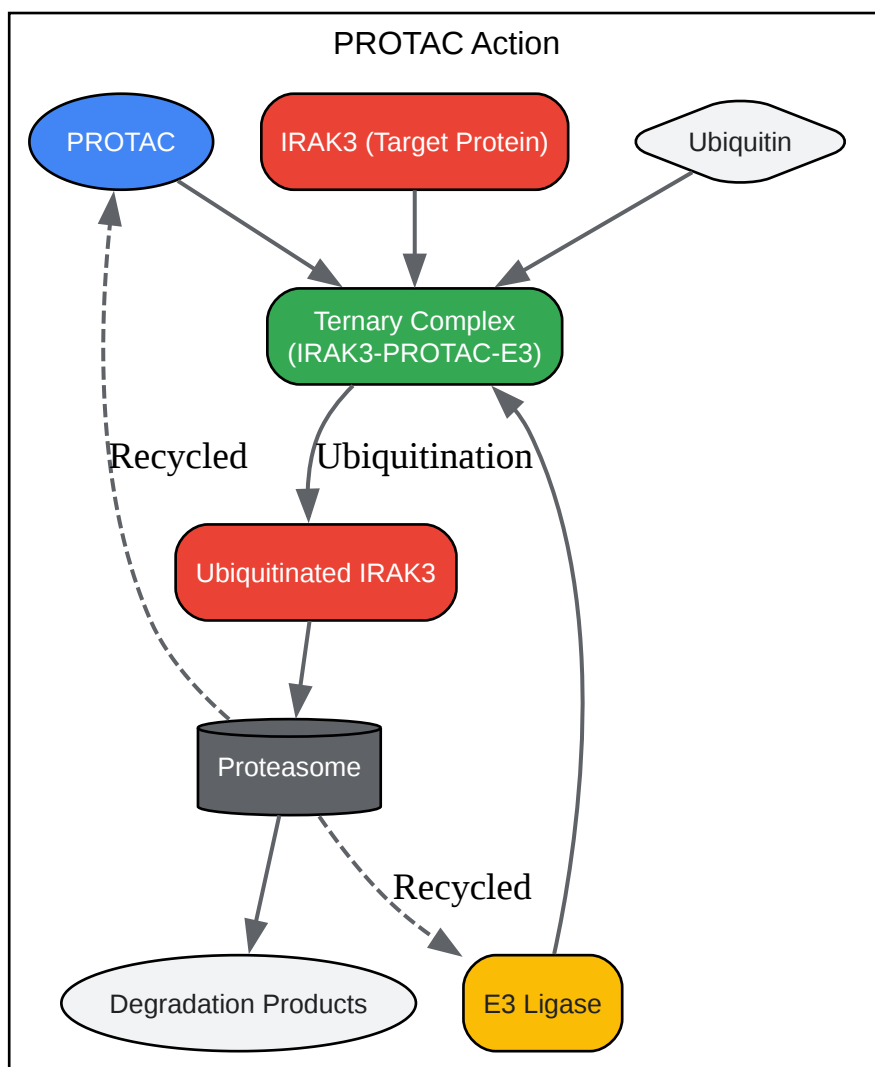 PROTAC Action
PROTAC
IRAK3 (Target Protein)
Ubiquitin
Ternary Complex
(IRAK3-PROTAC-E3)
Recycled
Ubiquitination
Ubiquitinated IRAK3
Proteasome
Recycled
Degradation Products
E3 Ligase